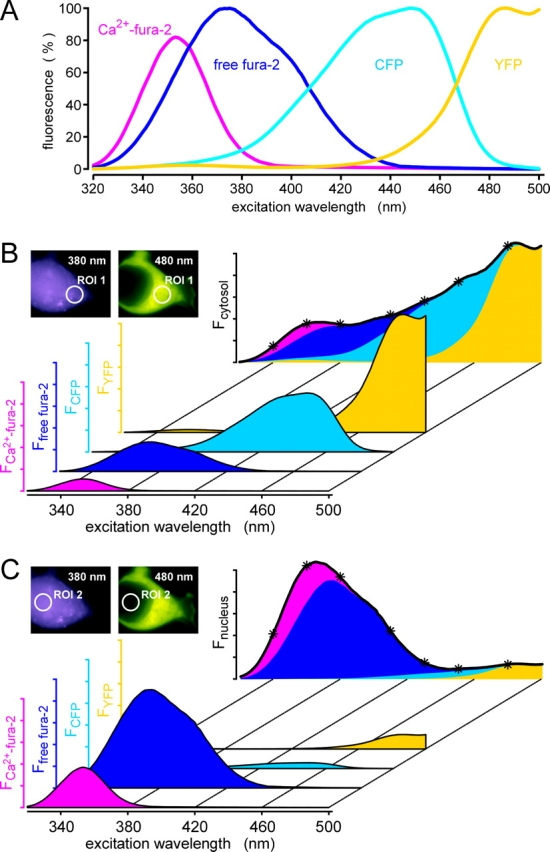 A
100
80
60
40
20
0
fluorescence (%)
Ca2+-fura-2
free fura-2
CFP
YFP
320 340 360 380 400 420 440 460 480 500
excitation wavelength (nm)
B
380 nm
ROI 1
480 nm
ROI 1
Fcytosol
FCa2+-fura-2
Ffree fura-2
FCFP
FYFP
340 380 420 460 500
excitation wavelength (nm)
C
380 nm
ROI 2
480 nm
ROI 2
Fnucleus
FCa2+-fura-2
Ffree fura-2
FCFP
FYFP
340 380 420 460 500
excitation wavelength (nm)